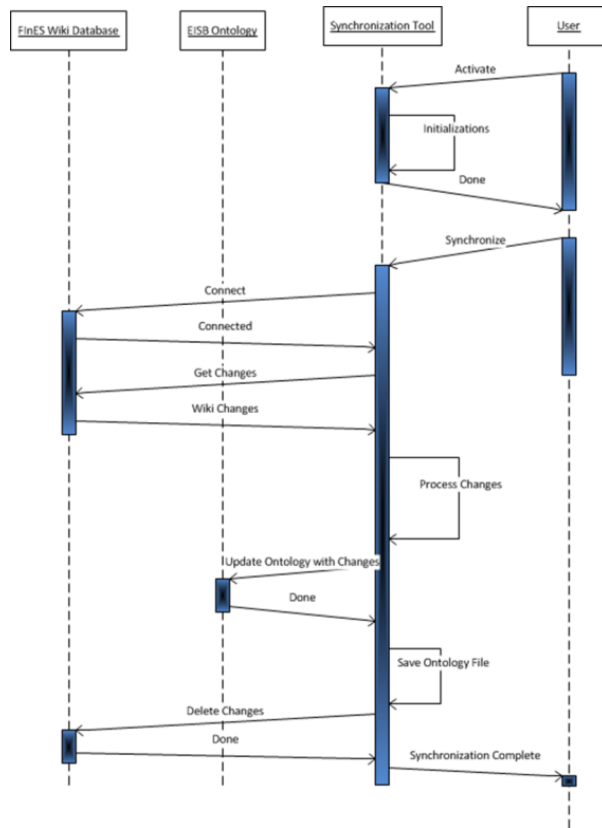 FInES Wiki Database
EISB Ontology
Synchronization Tool
User
Activate
Initializations
Done
Synchronize
Connect
Connected
Get Changes
Wiki Changes
Process Changes
Update Ontology with Changes
Done
Save Ontology File
Delete Changes
Done
Synchronization Complete